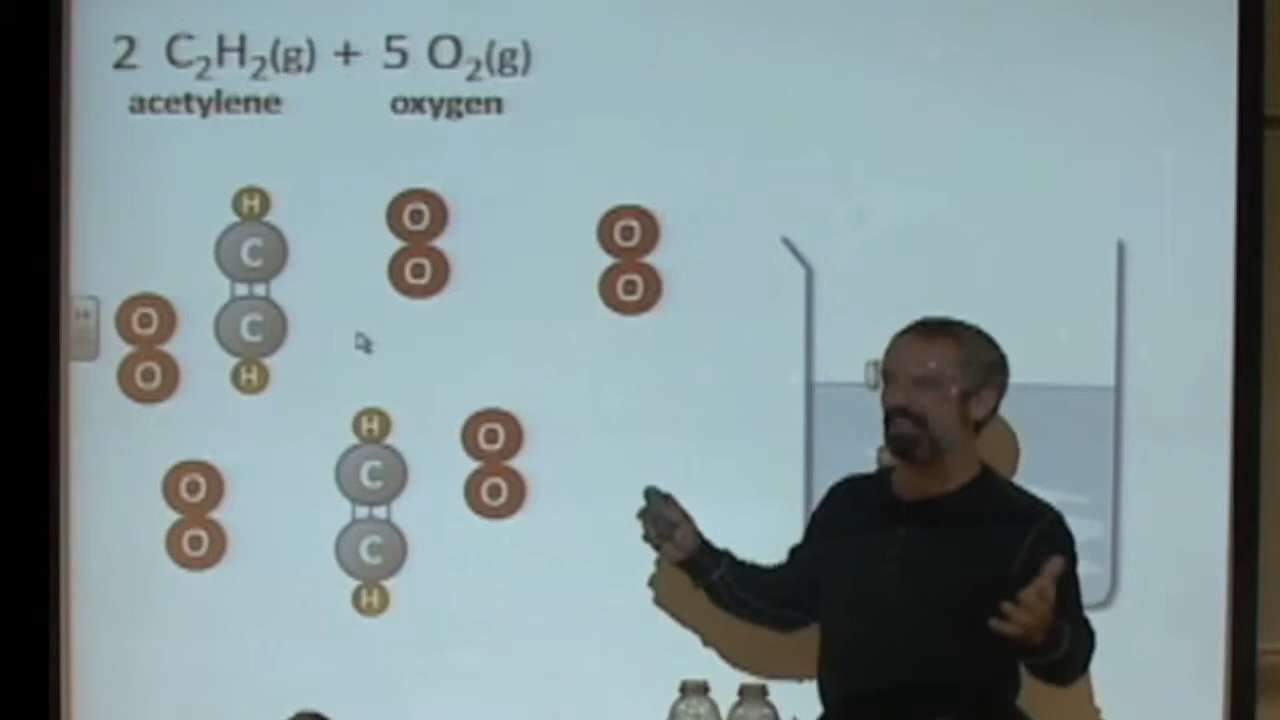 2 C₂H₂(g) + 5 O₂(g)
acetylene oxygen
H
C
C
H
O
O
O
O
O
O
H
C
C
H
O
O
O
O